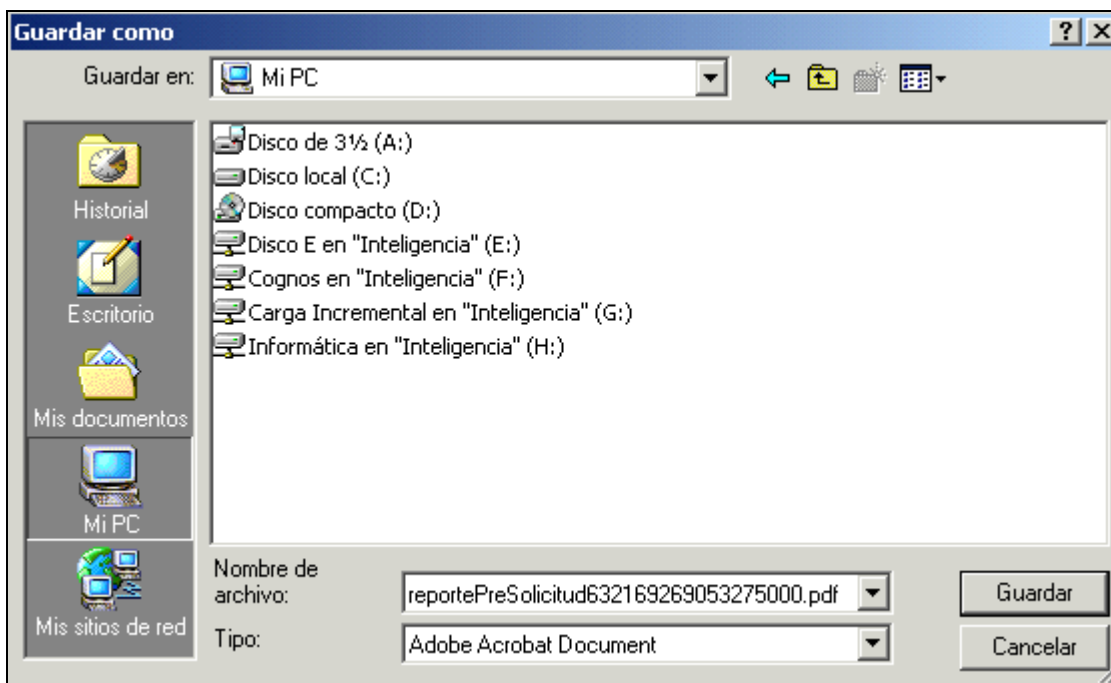 Guardar como
Guardar en:
Mi PC
Disco de 3½ (A:)
Disco local (C:)
Disco compacto (D:)
Disco E en "Inteligencia" (E:)
Cognos en "Inteligencia" (F:)
Carga Incremental en "Inteligencia" (G:)
Informática en "Inteligencia" (H:)
Historial
Escritorio
Mis documentos
Mi PC
Mis sitios de red
Nombre de
archivo:
reportePreSolicitud632169269053275000.pdf
Guardar
Tipo:
Adobe Acrobat Document
Cancelar